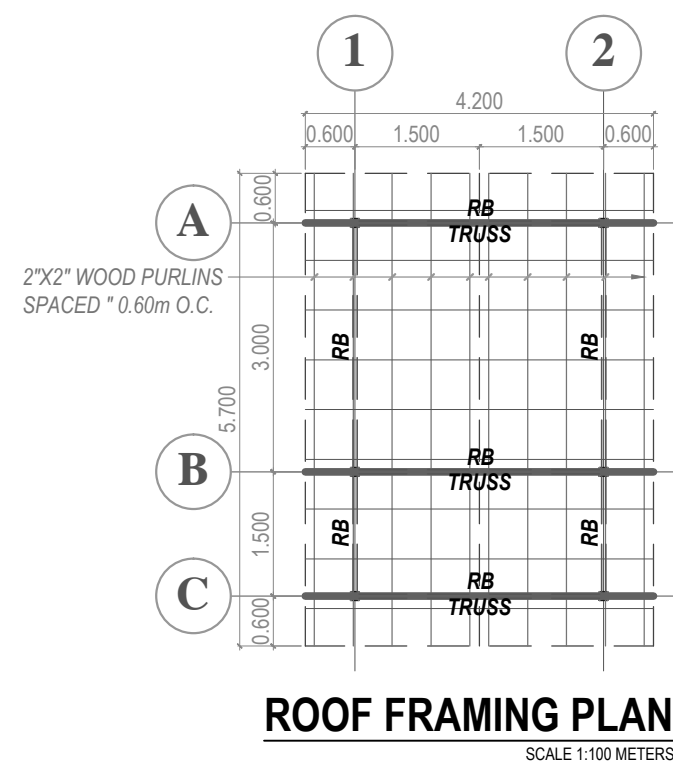 1
2
4.200
0.600
1.500
1.500
0.600
0.600
A
RB
TRUSS
2"X2" WOOD PURLINS
SPACED " 0.60m O.C.
3.000
RB
RB
5.700
B
RB
TRUSS
1.500
RB
RB
C
RB
TRUSS
0.600
ROOF FRAMING PLAN
SCALE 1:100 METERS